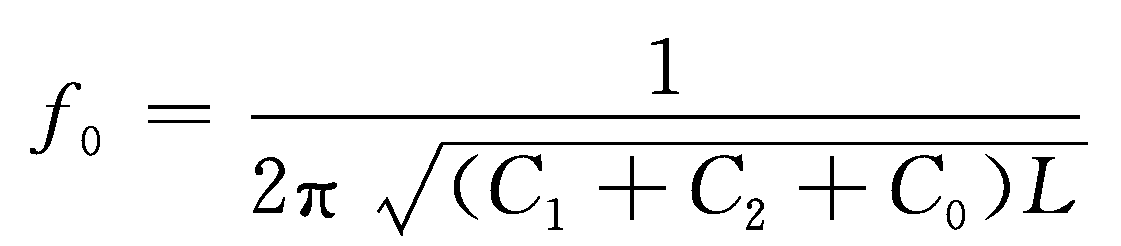 f₀ = 1 / (2π √((C₁ + C₂ + C₀)L))